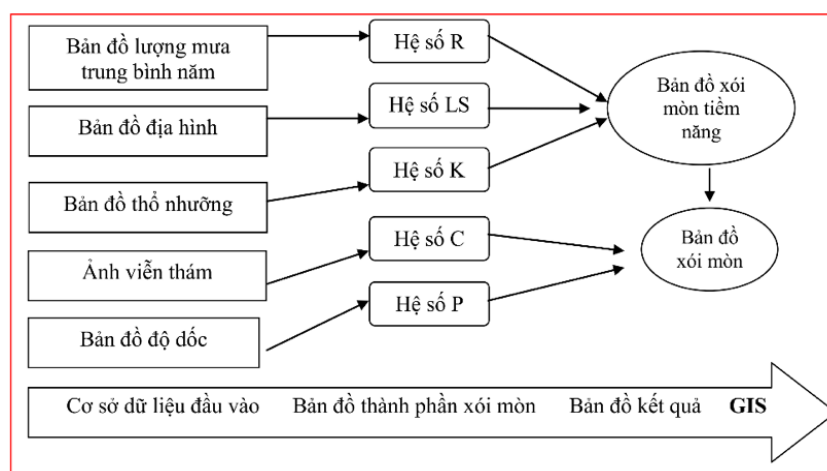 Bản đồ lượng mưa
trung bình năm
Hệ số R
Bản đồ địa hình
Hệ số LS
Bản đồ thổ nhưỡng
Hệ số K
Bản đồ xói
mòn tiềm
năng
Ảnh viễn thám
Hệ số C
Bản đồ độ dốc
Hệ số P
Bản đồ
xói mòn
Cơ sở dữ liệu đầu vào Bản đồ thành phần xói mòn Bản đồ kết quả GIS